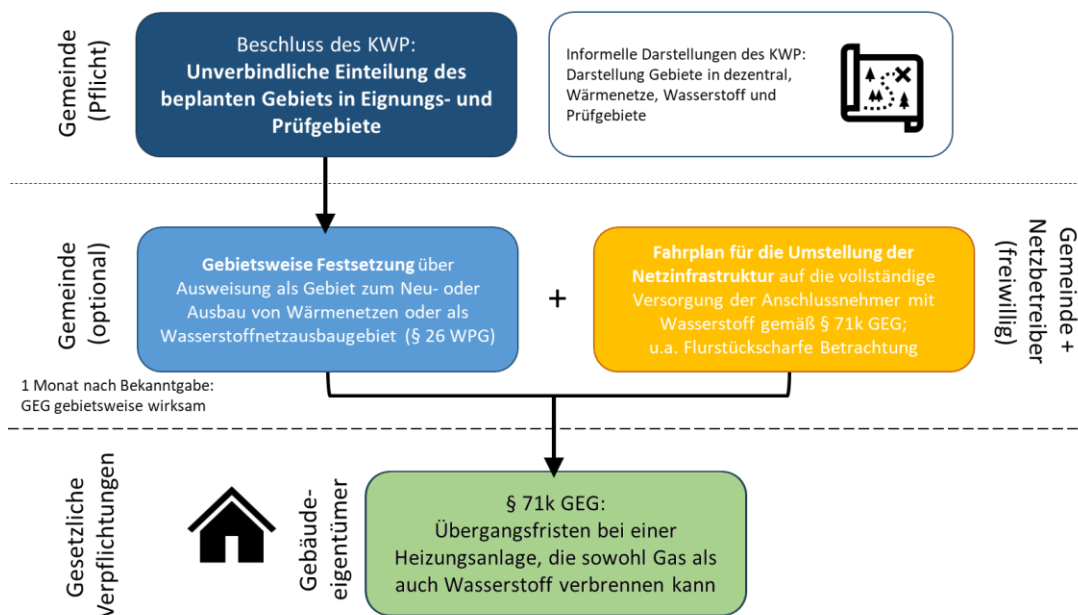 Gemeinde
(Pflicht)
Beschluss des KWP:
Unverbindliche Einteilung des
beplanten Gebiets in Eignungs- und
Prüfgebiete
Informelle Darstellungen des KWP:
Darstellung Gebiete in dezentral,
Wärmenetze, Wasserstoff und
Prüfgebiete
Gemeinde
(optional)
Gebietsweise Festsetzung über
Ausweisung als Gebiet zum Neu- oder
Ausbau von Wärmenetzen oder als
Wasserstoffnetzausbaugebiet (§ 26 WPG)
+
Fahrplan für die Umstellung der
Netzinfrastruktur auf die vollständige
Versorgung der Anschlussnehmer mit
Wasserstoff gemäß § 71k GEG;
u.a. Flurstückscharfe Betrachtung
Gemeinde +
Netzbetreiber
(freiwillig)
1 Monat nach Bekanntgabe:
GEG gebietsweise wirksam
Gesetzliche
Verpflichtungen
Gebäude-
eigentümer
§ 71k GEG:
Übergangsfristen bei einer
Heizungsanlage, die sowohl Gas als
auch Wasserstoff verbrennen kann